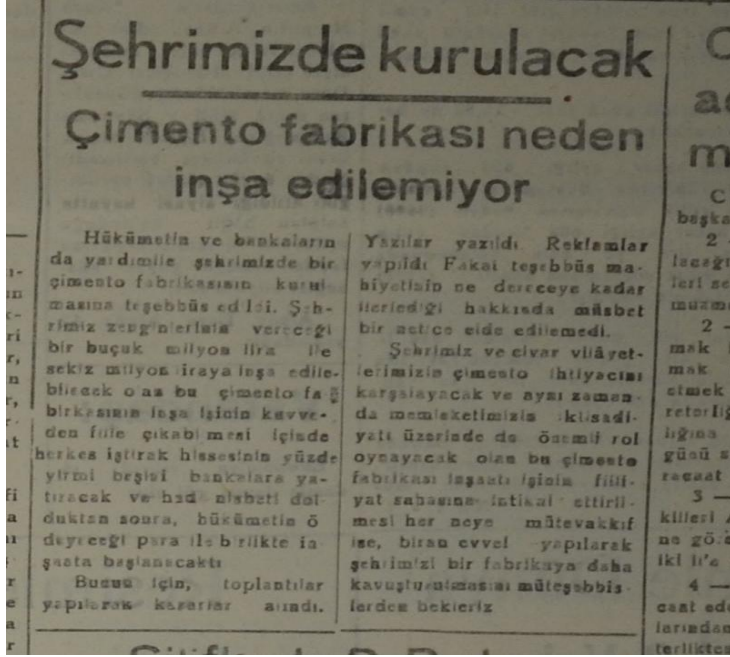 Şehrimizde kurulacak
Çimento fabrikası neden
inşa edilemiyor
Hükûmetin ve bankaların
da yardımile şehrimizde bir
çimento fabrikasının kurul
masına teşebbüs edildi. Şeh-
rimiz zenginlerinin vereceği
bir buçuk milyon lira ile
sekiz milyon liraya inşa edile-
bilecek olan bu çimento fa
birkasının inşa işinin kuvve-
den fiile çıkabilmesi içinde
herkes iştirak hissesinin yüzde
yirmi beşini bankalara ya-
tıracak ve had nisbeti dol
duktan sonra, hükûmetin ö
deyeceği para ile birlikte in
şaata başlanacaktı
Bunun için, toplantılar
yapılarak kararlar alındı.
Yazılar yazıldı. Reklamlar
yapıldı Fakat teşebbüs ma-
hiyetinin ne dereceye kadar
ilerlediği hakkında müsbet
bir netice elde edilemedi.
Şehrimiz ve civar vilâyet-
lerimizin çimento ihtiyacını
karşılayacak ve aynı zaman-
da memleketimizin iktisadi-
yatı üzerinde de önemli rol
oynayacak olan bu çimento
fabrikası inşaatı işinin fiili-
yat sahasına intikal ettiril-
mesi her neye mütevakkıf
ise, biran evvel yapılarak
şehrimizi bir fabrikaya daha
kavuşturulmasını müteşebbis-
lerden bekleriz